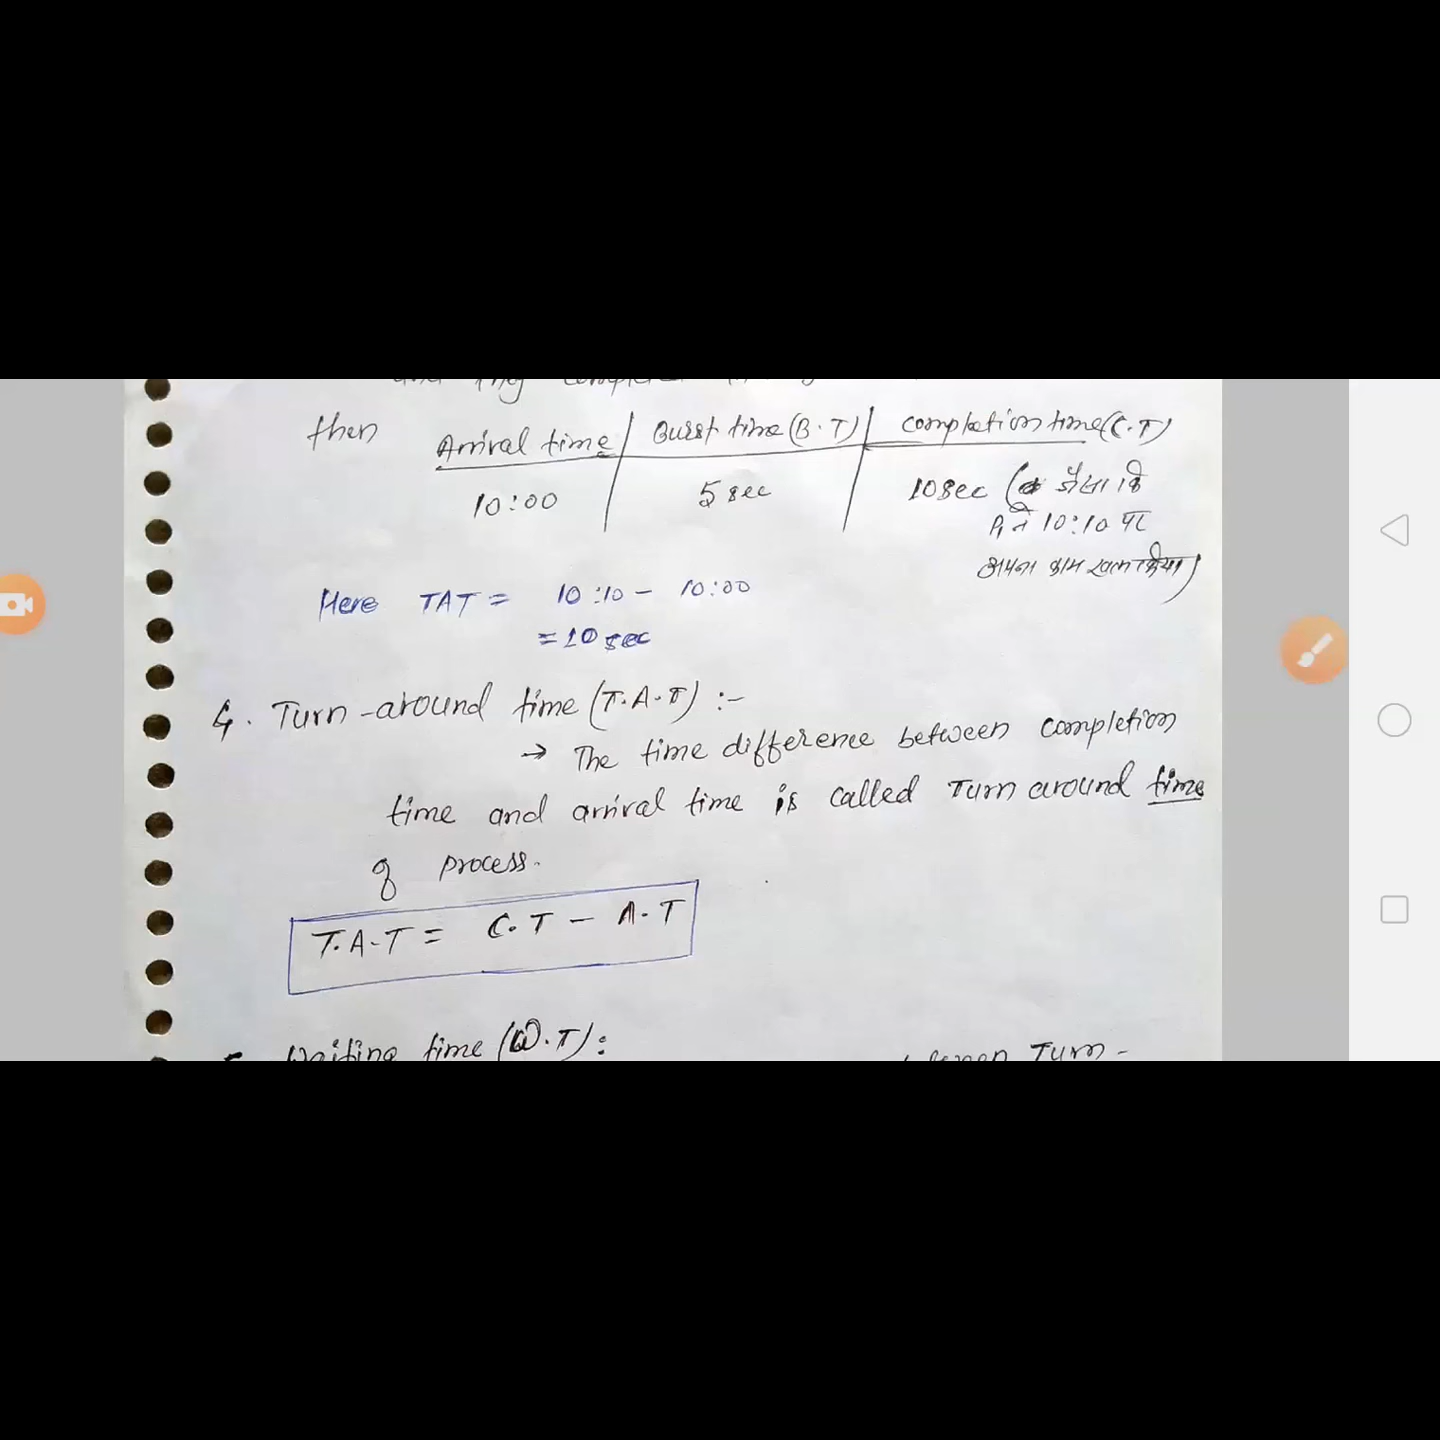 then Arrival time Burst time (B.T) completion time (C.T)
10:00 5 sec 10sec ( जैसा कि
P1 ने 10:10 पर
अपना काम खत्म किया)
Here TAT = 10:10 - 10:00
= 10 sec
4. Turn-around time (T.A.T) :-
→ The time difference between completion
time and arrival time is called Turn around time
of process.
T.A.T = C.T - A.T
Waiting time (W.T):
Turn-